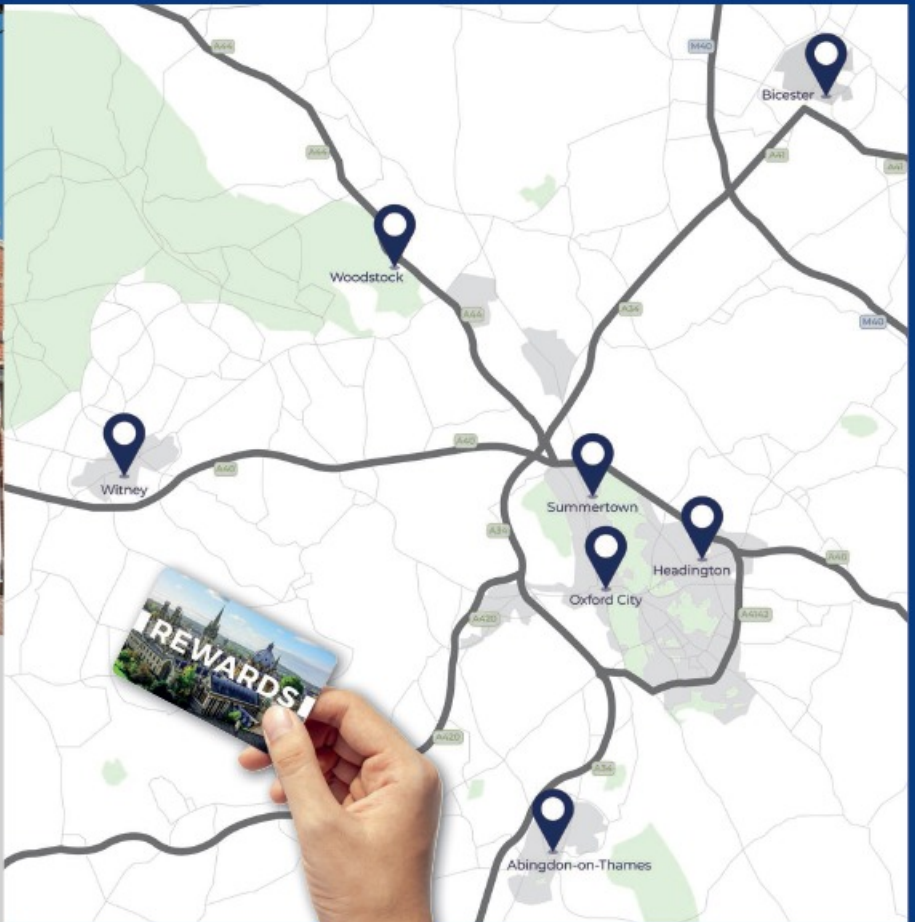 A44
M40
Bicester
A44
A41
A41
Woodstock
A44
A34
M40
A40
A40
Witney
Summertown
A34
Headington
A40
Oxford City
A420
A4142
REWARDS
A420
A34
Abingdon-on-Thames